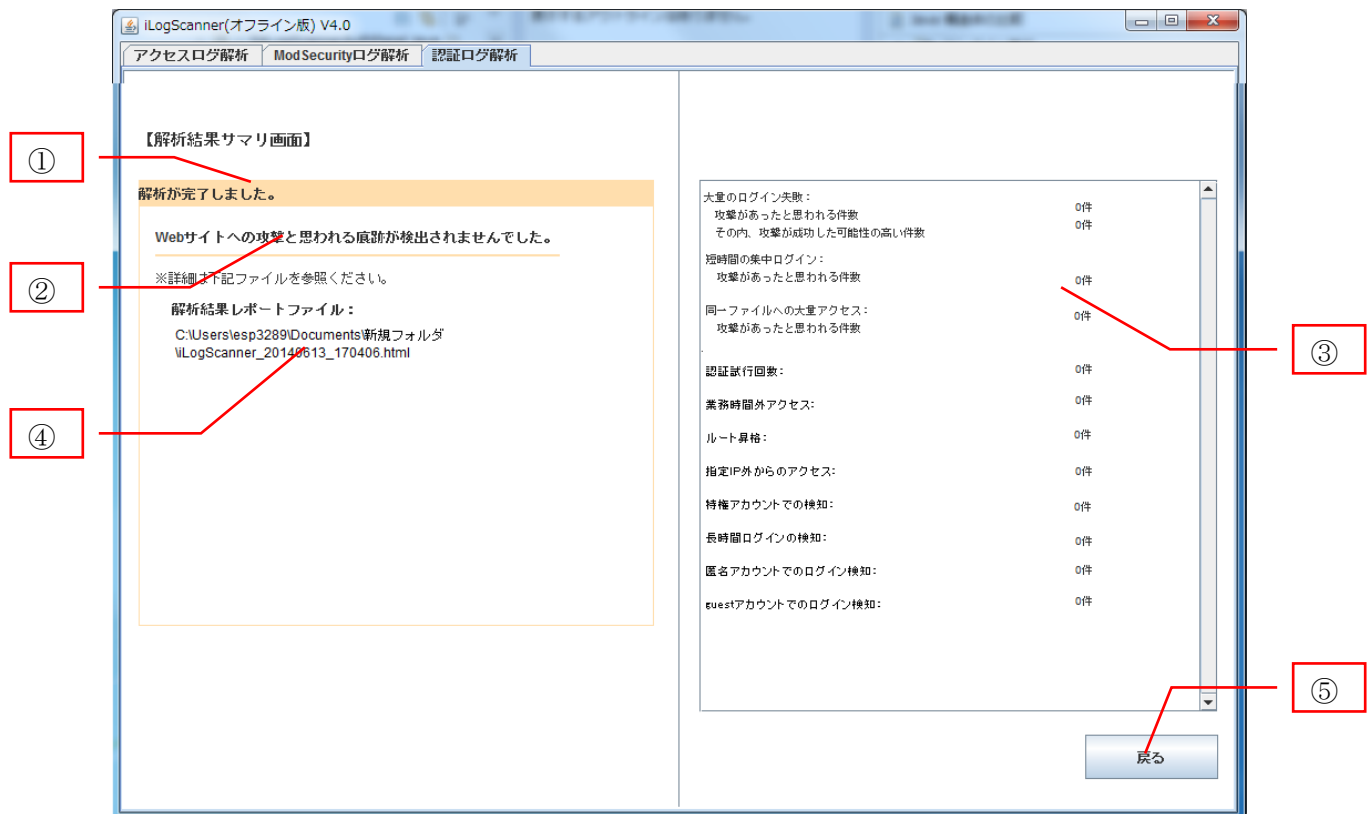 iLogScanner(オフライン版) V4.0
アクセスログ解析 ModSecurityログ解析 認証ログ解析
【解析結果サマリ画面】
①
解析が完了しました。
Webサイトへの攻撃と思われる痕跡が検出されませんでした。
②
※詳細は下記ファイルを参照ください。
解析結果レポートファイル：
C:\Users\esp3289\Documents\新規フォルダ
\iLogScanner_20140613_170406.html
④
大量のログイン失敗：
攻撃があったと思われる件数 0件
その内、攻撃が成功した可能性の高い件数 0件
短時間の集中ログイン：
攻撃があったと思われる件数 0件
③
同一ファイルへの大量アクセス： 0件
攻撃があったと思われる件数
.
認証試行回数： 0件
業務時間外アクセス： 0件
ルート昇格： 0件
指定IP外からのアクセス： 0件
特権アカウントでの検知： 0件
長時間ログインの検知： 0件
匿名アカウントでのログイン検知： 0件
guestアカウントでのログイン検知： 0件
⑤
戻る